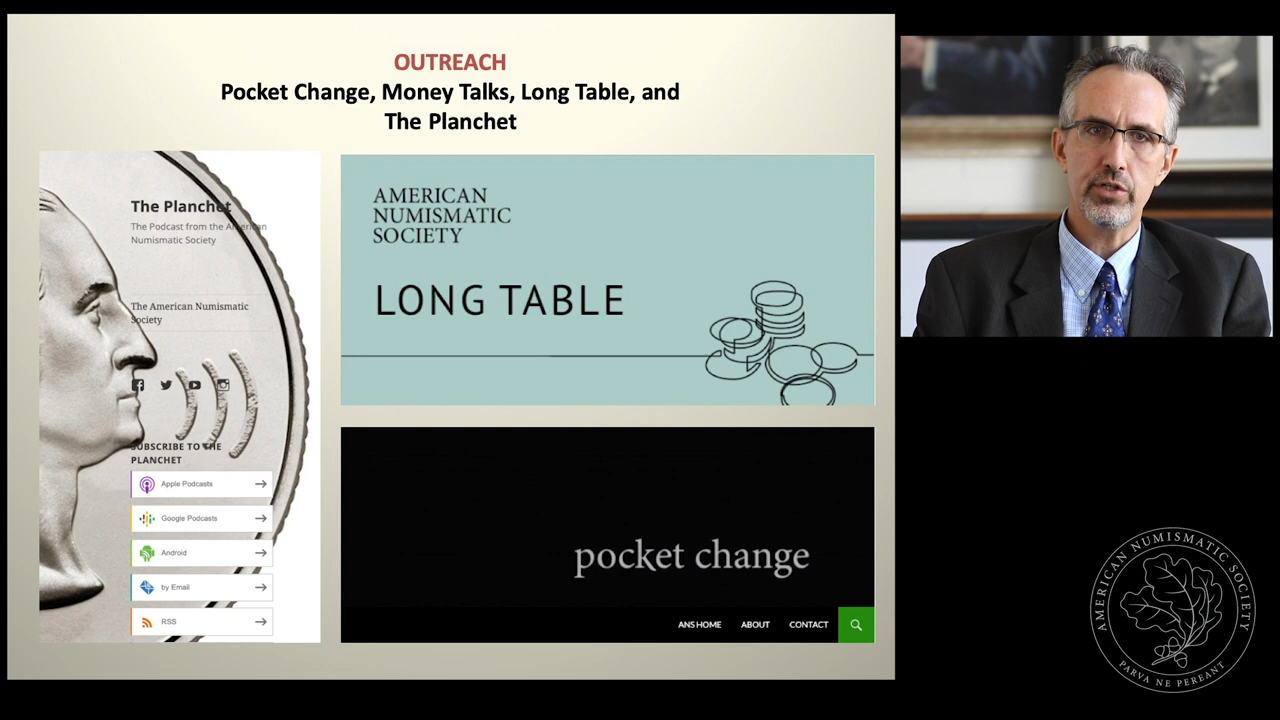 OUTREACH
Pocket Change, Money Talks, Long Table, and
The Planchet
The Planchet
The Podcast from the American
Numismatic Society
The American Numismatic
Society
SUBSCRIBE TO THE
PLANCHET
Apple Podcasts
Google Podcasts
Android
by Email
RSS
AMERICAN
NUMISMATIC
SOCIETY
LONG TABLE
pocket change
ANS HOME ABOUT CONTACT
AMERICAN NUMISMATIC SOCIETY
PARVA NE PEREANT